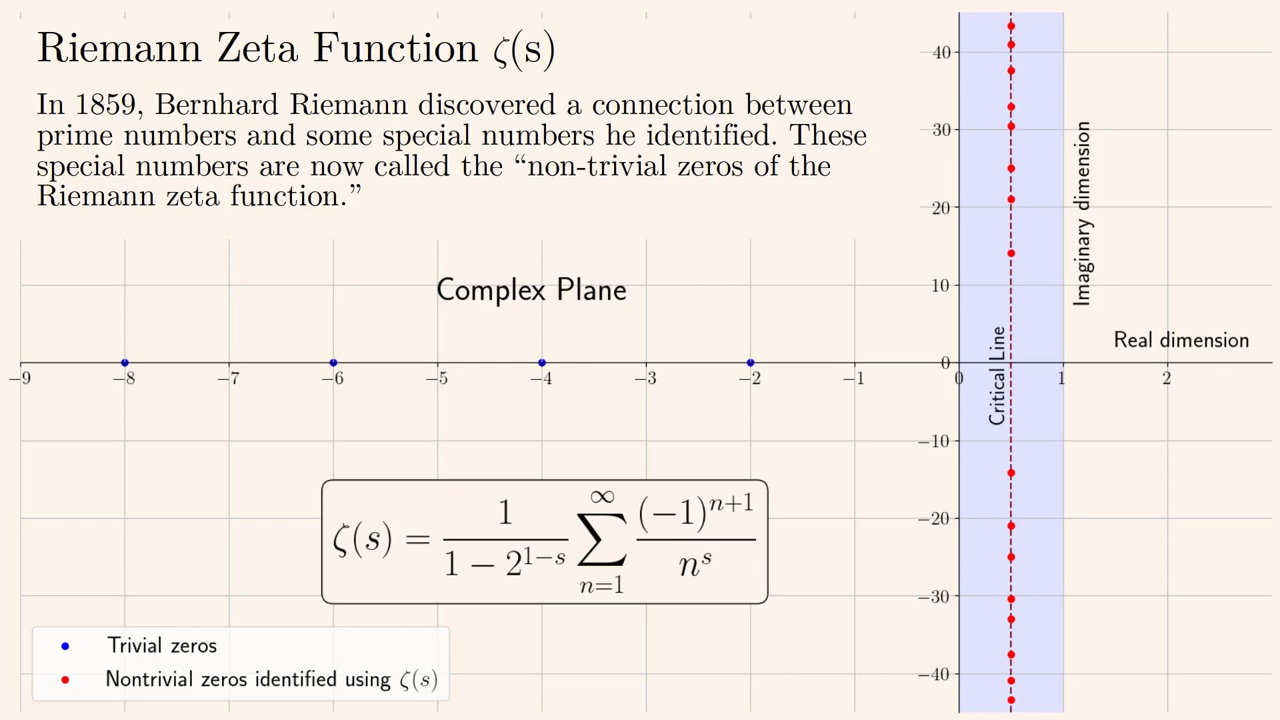 Riemann Zeta Function ζ(s)
In 1859, Bernhard Riemann discovered a connection between
prime numbers and some special numbers he identified. These
special numbers are now called the “non-trivial zeros of the
Riemann zeta function.”
Complex Plane
40
30
20
10
0
−10
−20
−30
−40
Imaginary dimension
Critical Line
Real dimension
−9 −8 −7 −6 −5 −4 −3 −2 −1 0 1 2
ζ(s) = \frac{1}{1 − 2^{1−s}} \sum_{n=1}^{∞} \frac{(−1)^{n+1}}{n^s}
Trivial zeros
Nontrivial zeros identified using ζ(s)